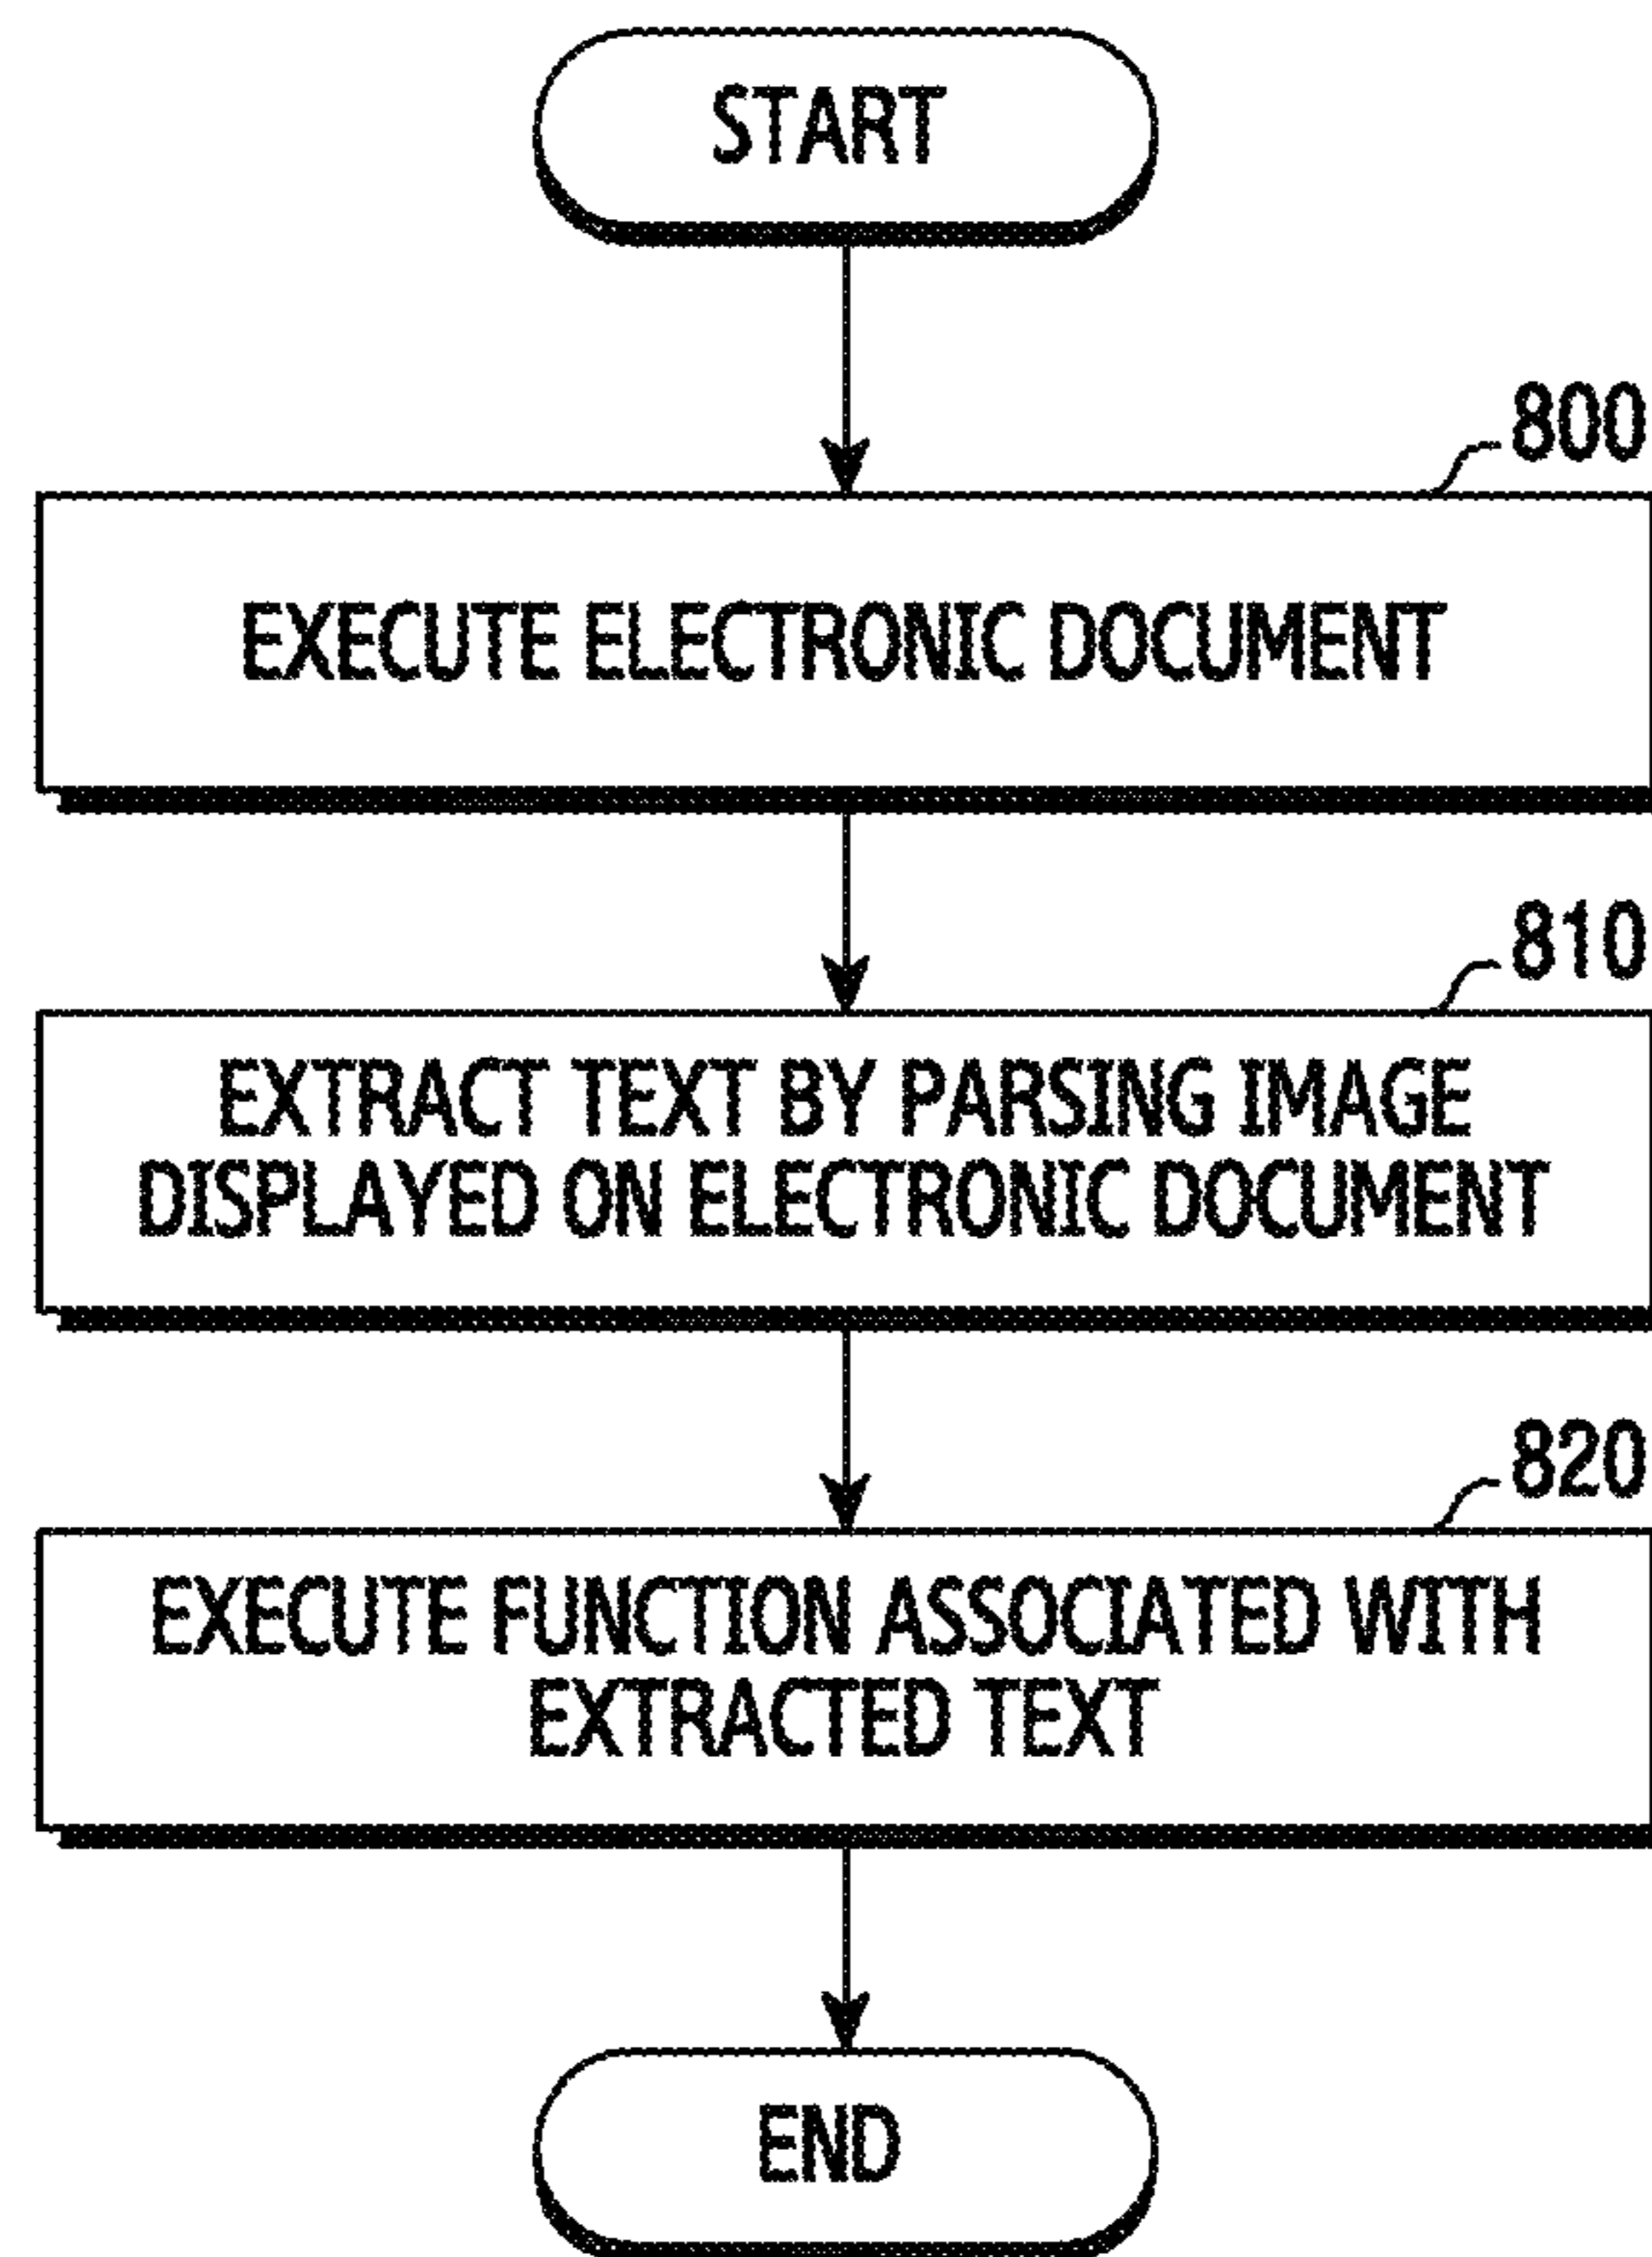 START
800
EXECUTE ELECTRONIC DOCUMENT
810
EXTRACT TEXT BY PARSING IMAGE
DISPLAYED ON ELECTRONIC DOCUMENT
820
EXECUTE FUNCTION ASSOCIATED WITH
EXTRACTED TEXT
END